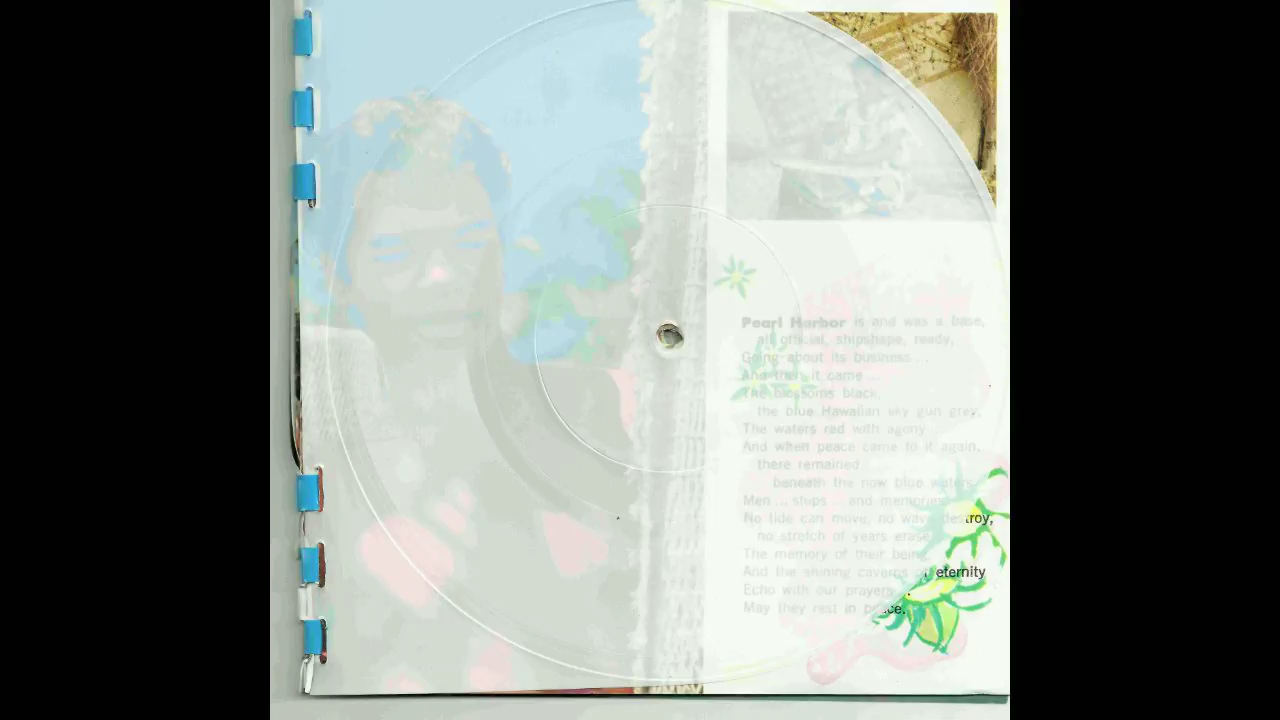 Pearl Harbor is and was a base,
all official, shipshape, ready,
Going about its business...
And then it came...
The blossoms black,
the blue Hawaiian sky gun grey,
The waters red with agony...
And when peace came to it again,
there remained
beneath the now blue waters
Men... ships... and memories
No tide can move, no wave destroy,
no stretch of years erase
The memory of their being
And the shining caverns of eternity
Echo with our prayers
May they rest in peace.